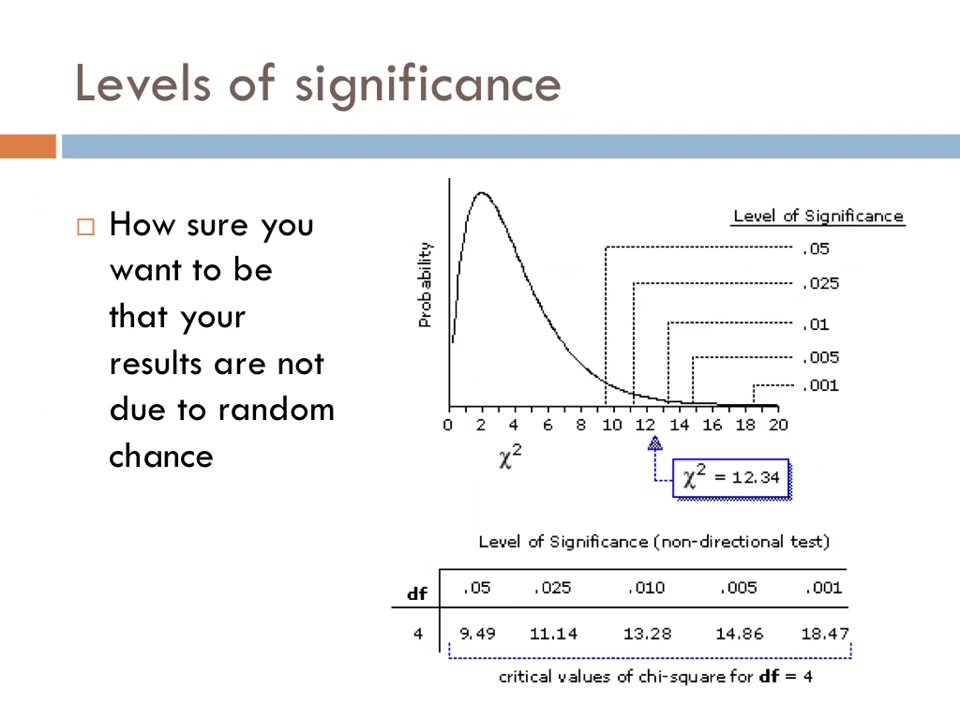 Levels of significance
How sure you
want to be
that your
results are not
due to random
chance
Level of Significance
.05
.025
.01
.005
.001
Probability
0 2 4 6 8 10 12 14 16 18 20
χ²
χ² = 12.34
Level of Significance (non-directional test)
df .05 .025 .010 .005 .001
4 9.49 11.14 13.28 14.86 18.47
critical values of chi-square for df = 4